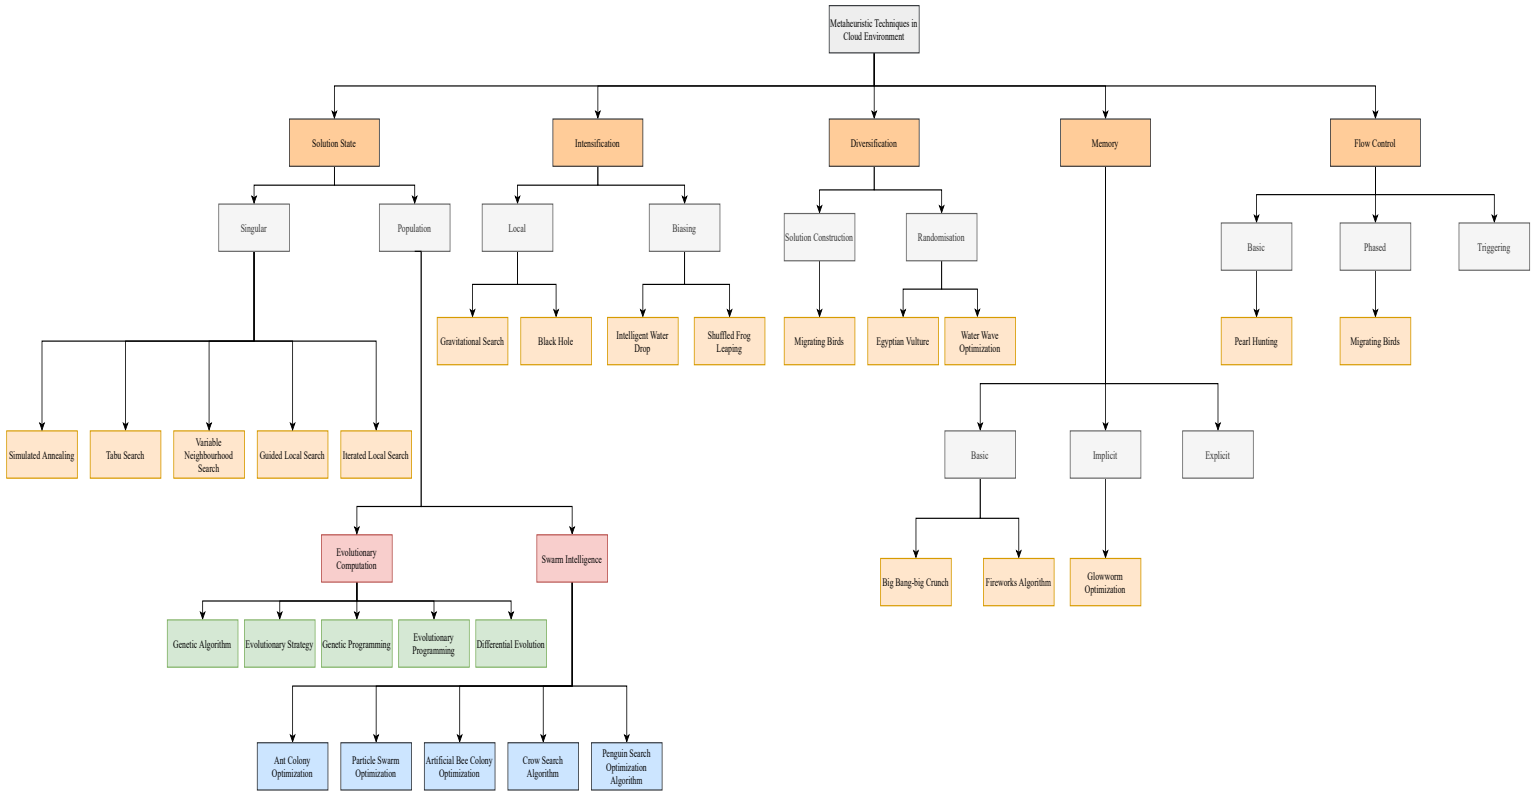 Metaheuristic Techniques in
Cloud Environment
Solution State
Intensification
Diversification
Memory
Flow Control
Singular
Population
Local
Biasing
Solution Construction
Randomisation
Basic
Phased
Triggering
Gravitational Search
Black Hole
Intelligent Water
Drop
Shuffled Frog
Leaping
Migrating Birds
Egyptian Vulture
Water Wave
Optimization
Pearl Hunting
Migrating Birds
Simulated Annealing
Tabu Search
Variable
Neighbourhood
Search
Guided Local Search
Iterated Local Search
Basic
Implicit
Explicit
Evolutionary
Computation
Swarm Intelligence
Big Bang-big Crunch
Fireworks Algorithm
Glowworm
Optimization
Genetic Algorithm
Evolutionary Strategy
Genetic Programming
Evolutionary
Programming
Differential Evolution
Ant Colony
Optimization
Particle Swarm
Optimization
Artificial Bee Colony
Optimization
Crow Search
Algorithm
Penguin Search
Optimization
Algorithm